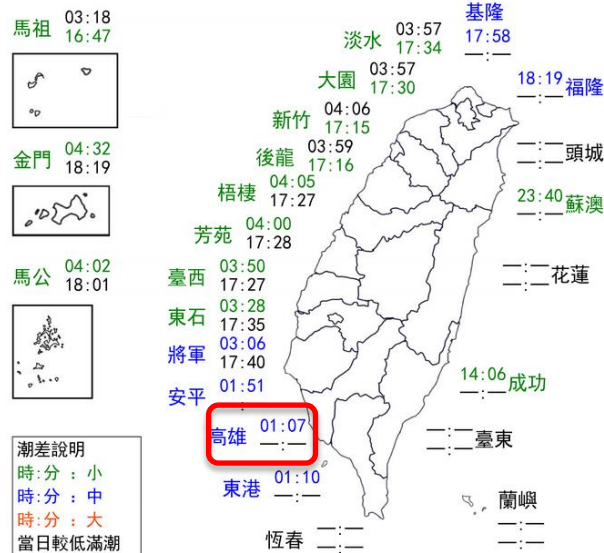 馬祖 03:18
16:47
金門 04:32
18:19
馬公 04:02
18:01
基隆
17:58
—:—
淡水 03:57
17:34
大園 03:57
17:30
新竹 04:06
17:15
後龍 03:59
17:16
梧棲 04:05
17:27
芳苑 04:00
17:28
臺西 03:50
17:27
東石 03:28
17:35
將軍 03:06
17:40
安平 01:51
高雄 01:07
—:—
東港 01:10
—:—
恆春 —:—
—:—
18:19 福隆
—:—
—:— 頭城
—:—
23:40 蘇澳
—:—
—:— 花蓮
—:—
14:06 成功
—:—
—:— 臺東
—:—
蘭嶼
—:—
—:—
潮差說明
時:分 : 小
時:分 : 中
時:分 : 大
當日較低滿潮